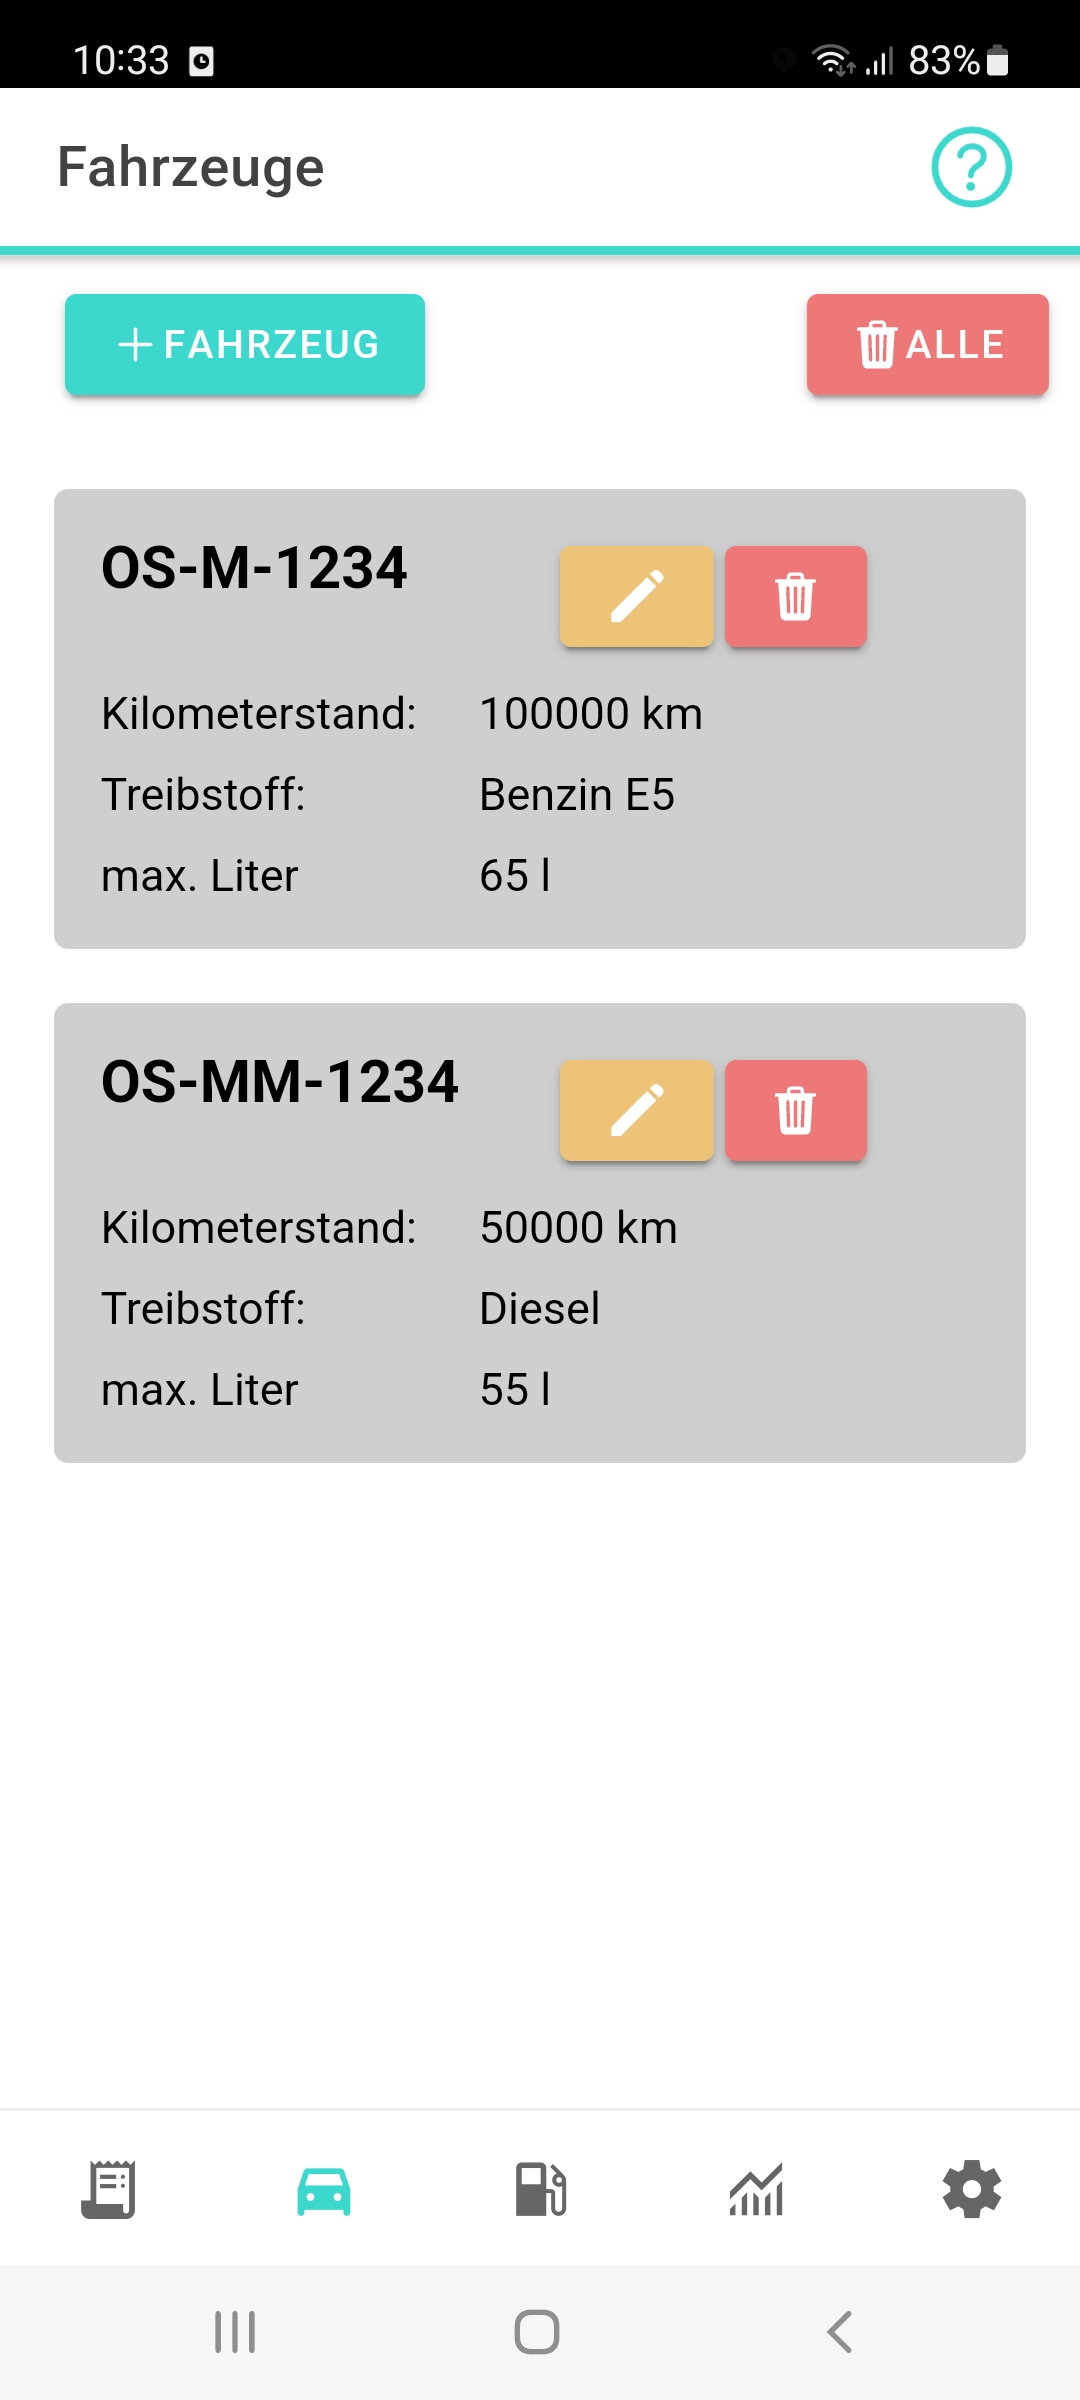 10:33 83%
Fahrzeuge
FAHRZEUG ALLE
OS-M-1234
Kilometerstand: 100000 km
Treibstoff: Benzin E5
max. Liter 65 l
OS-MM-1234
Kilometerstand: 50000 km
Treibstoff: Diesel
max. Liter 55 l